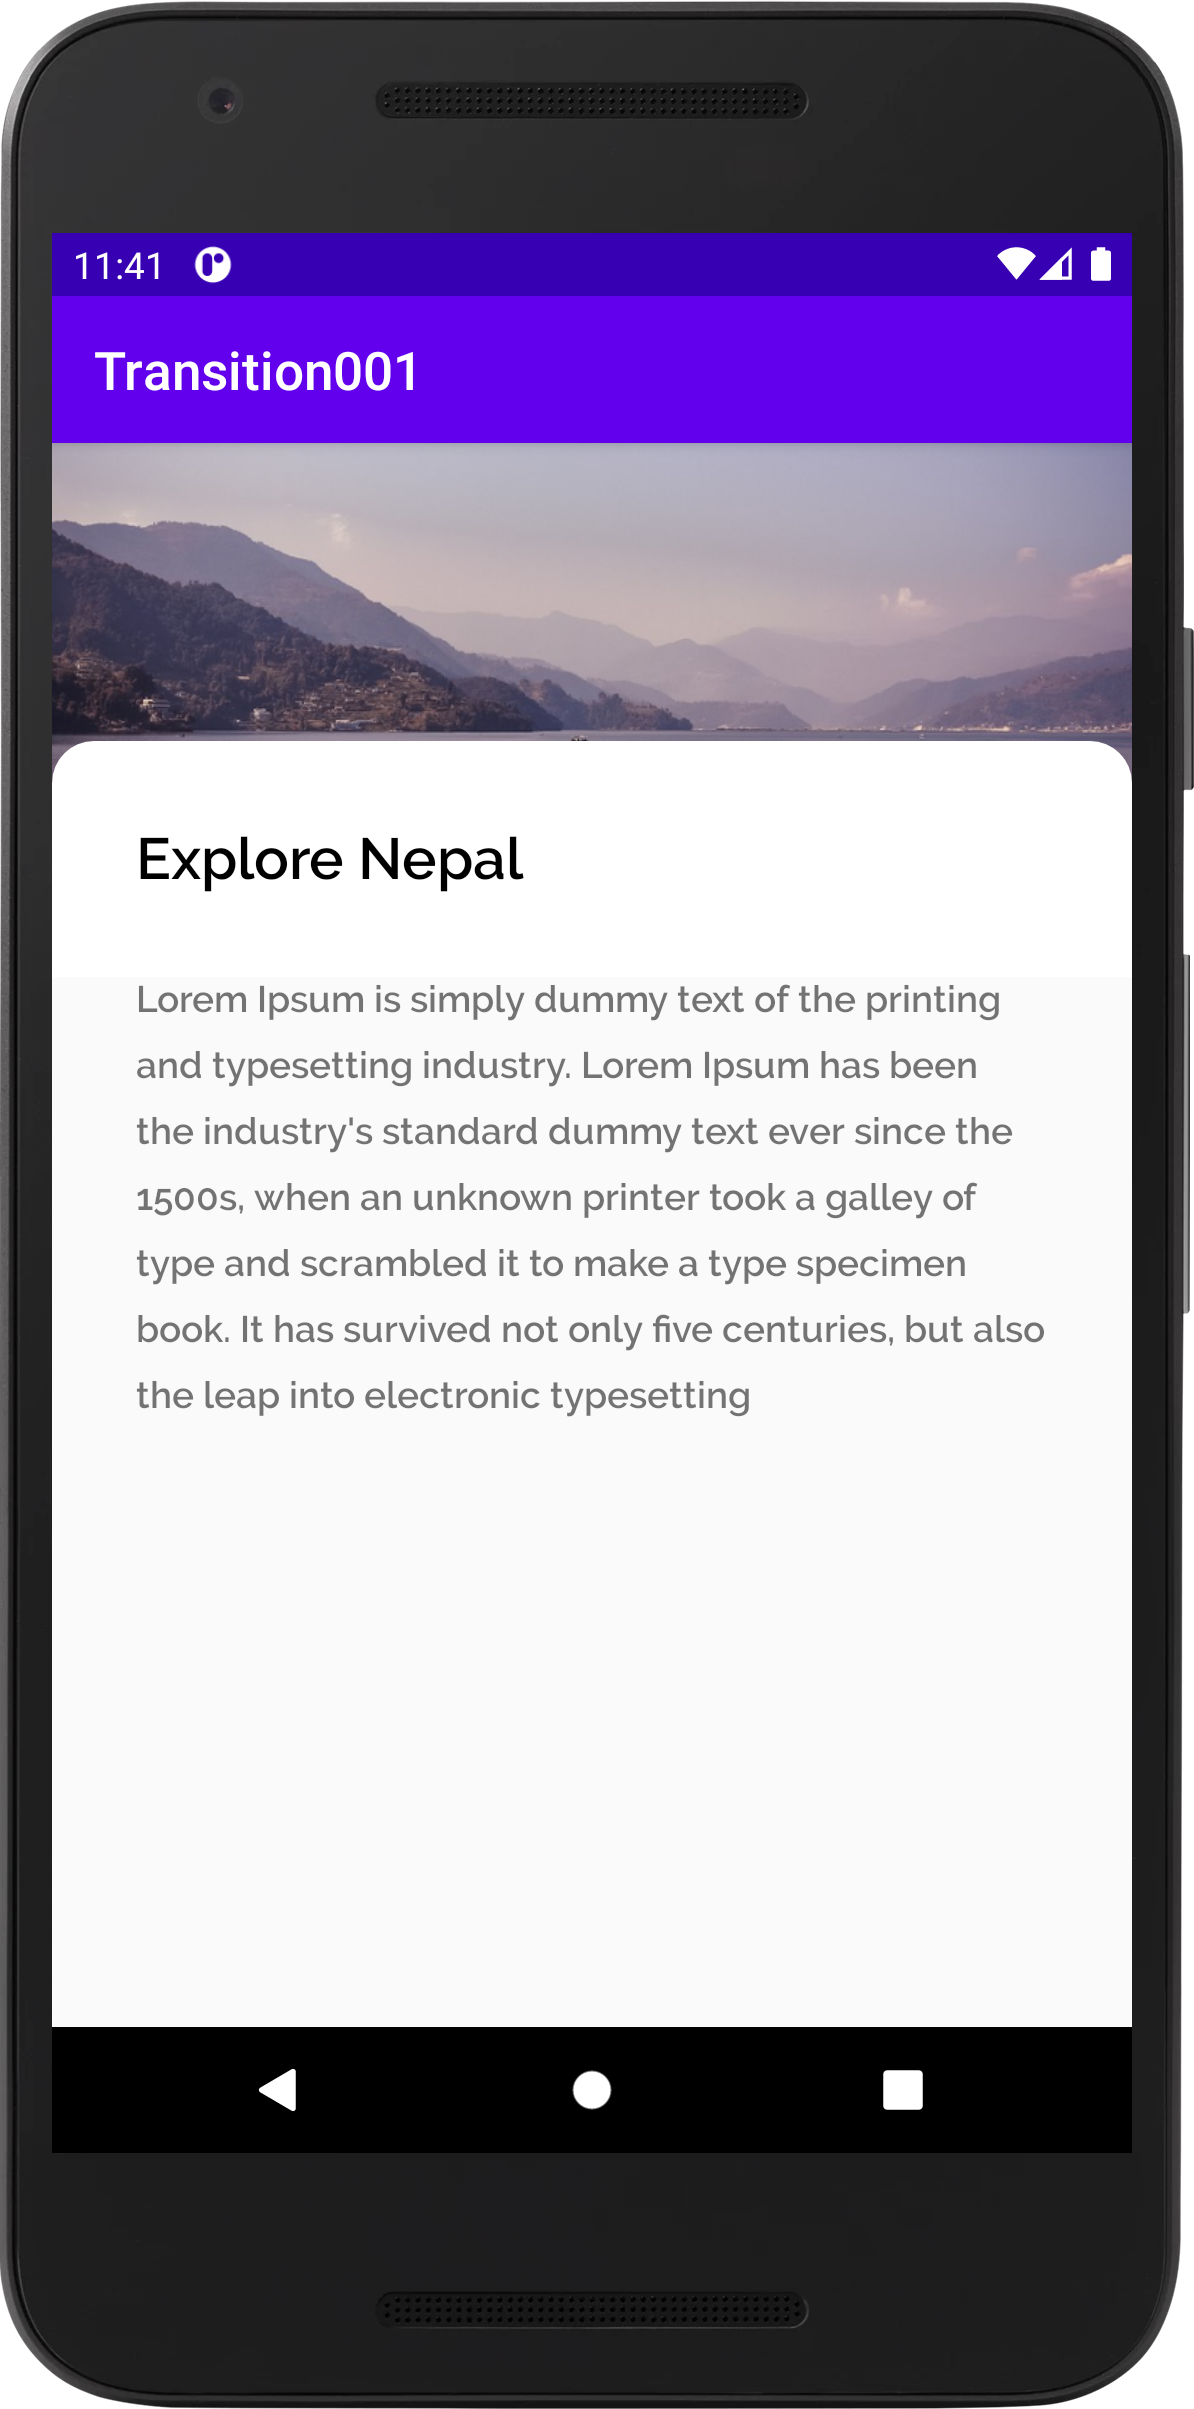 11:41
Transition001
Explore Nepal
Lorem Ipsum is simply dummy text of the printing
and typesetting industry. Lorem Ipsum has been
the industry's standard dummy text ever since the
1500s, when an unknown printer took a galley of
type and scrambled it to make a type specimen
book. It has survived not only five centuries, but also
the leap into electronic typesetting